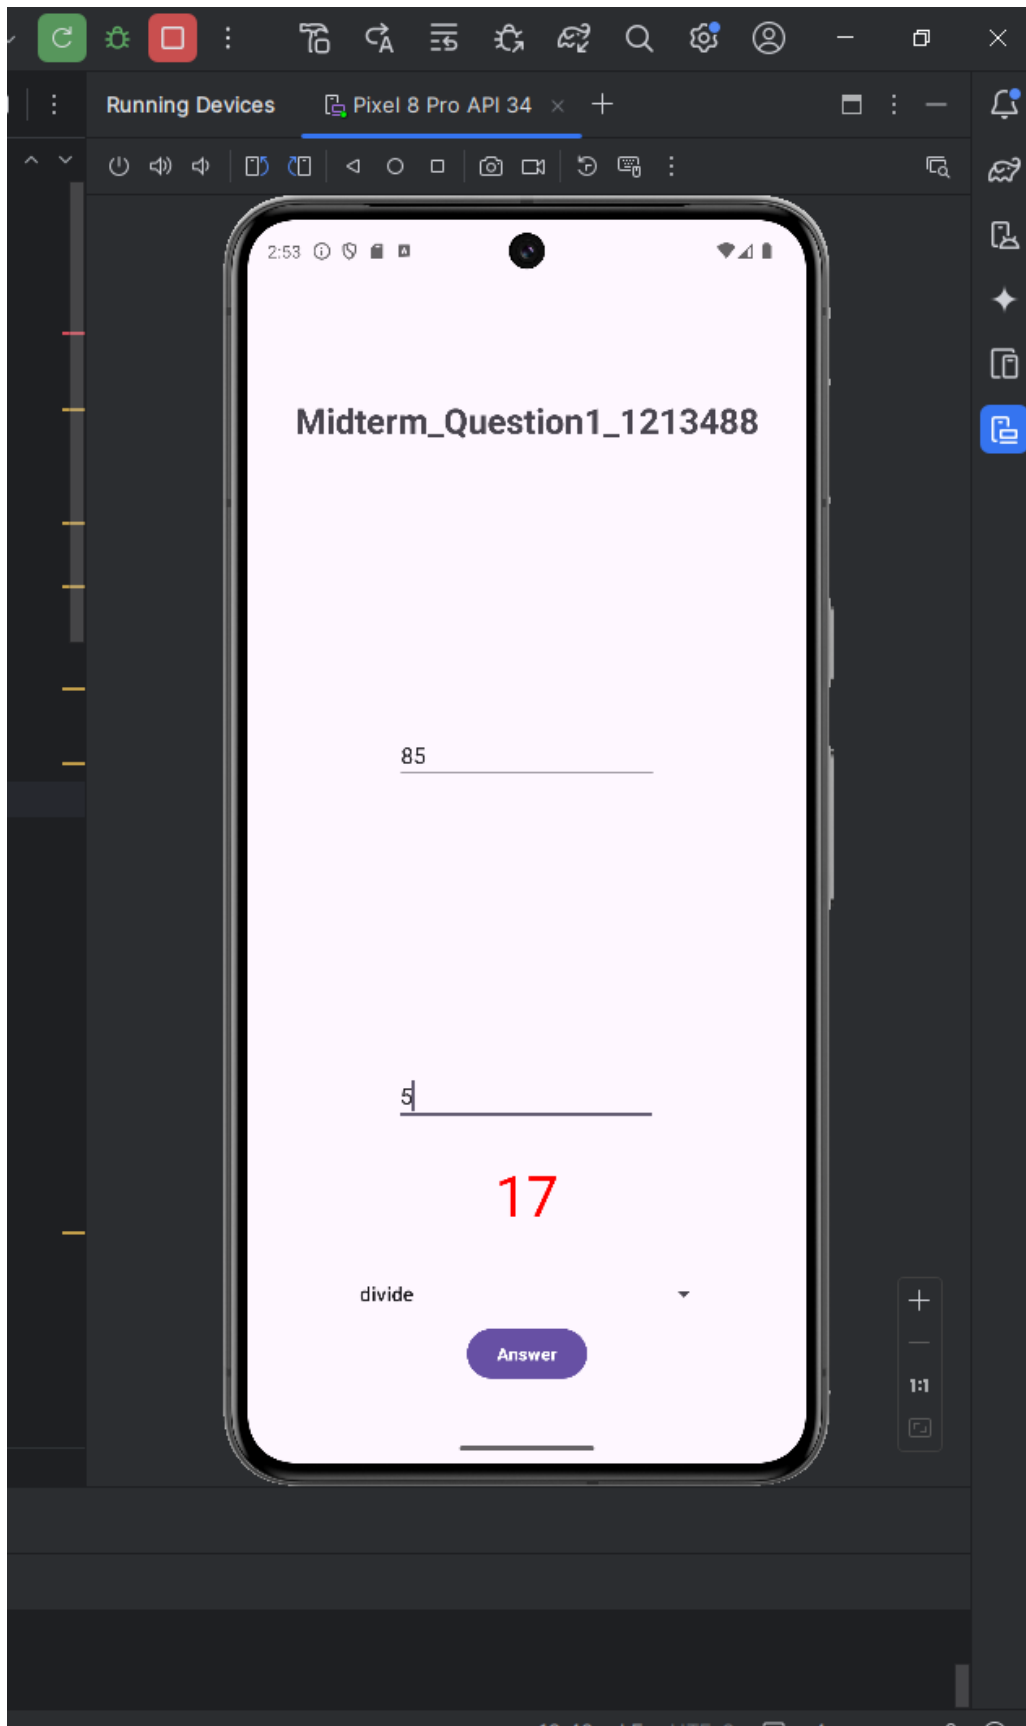 Running Devices
Pixel 8 Pro API 34
2:53
Midterm_Question1_1213488
85
5
17
divide
Answer
1:1